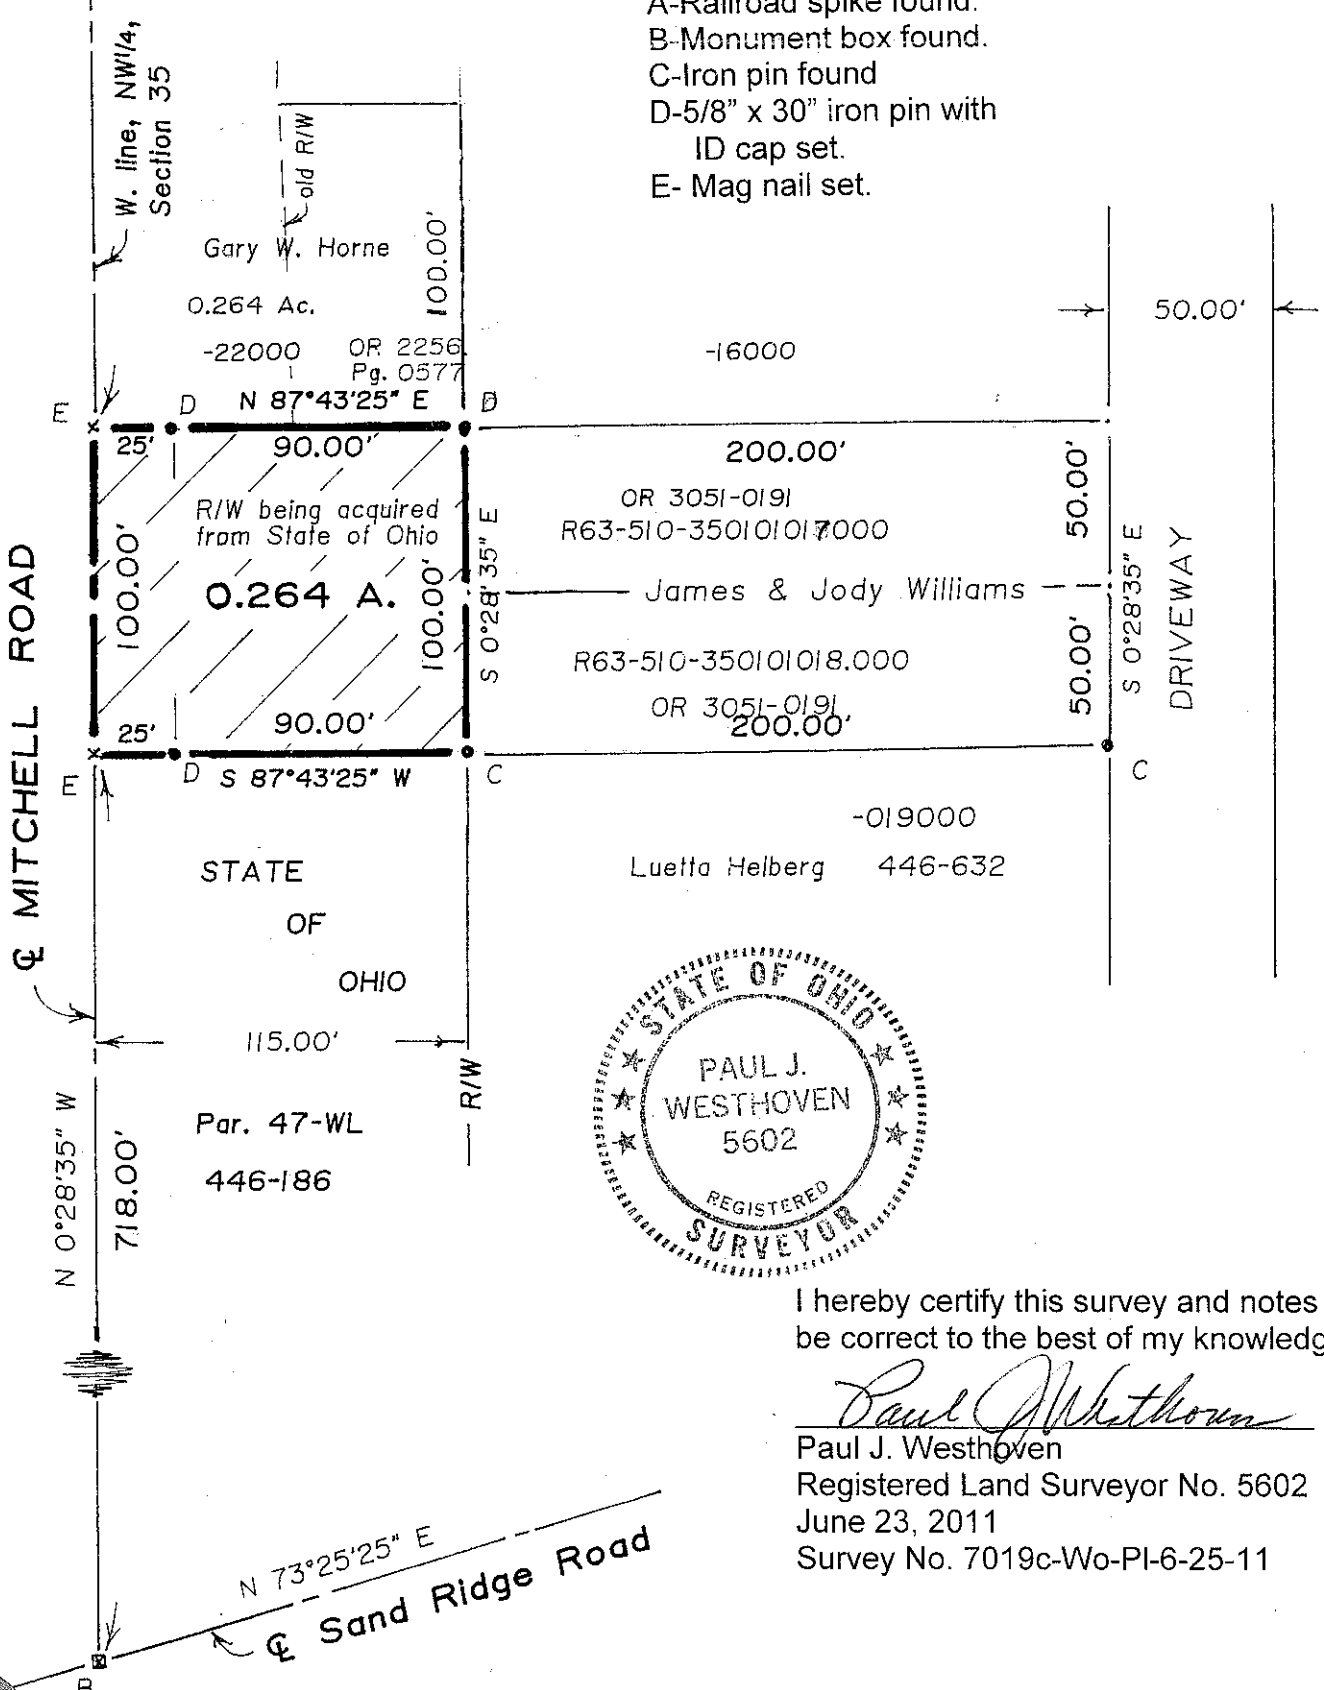 A-Railroad spike found.
B-Monument box found.
C-Iron pin found
D-5/8" x 30" iron pin with
ID cap set.
E- Mag nail set.
W. line, NW1/4,
Section 35
old R/W
Gary W. Horne
0.264 Ac.
-22000
OR 2256
Pg. 0577
100.00'
-16000
50.00'
E
D
N 87°43'25" E
D
25'
90.00'
200.00'
R/W being acquired
from State of Ohio
0.264 A.
100.00'
100.00'
S 0°28'35" E
OR 3051-0191
R63-510-350101017000
James & Jody Williams
R63-510-350101018.000
OR 3051-0191
200.00'
50.00'
50.00'
S 0°28'35" E
DRIVEWAY
25'
90.00'
E
D
S 87°43'25" W
C
C
℄ MITCHELL ROAD
-019000
Luetta Helberg 446-632
STATE
OF
OHIO
115.00'
R/W
Par. 47-WL
446-186
N 0°28'35" W
718.00'
STATE OF OHIO
PAUL J.
WESTHOVEN
5602
REGISTERED
SURVEYOR
I hereby certify this survey and notes
be correct to the best of my knowledg
Paul J Westhoven
Paul J. Westhoven
Registered Land Surveyor No. 5602
June 23, 2011
Survey No. 7019c-Wo-Pl-6-25-11
N 73°25'25" E
℄ Sand Ridge Road
B